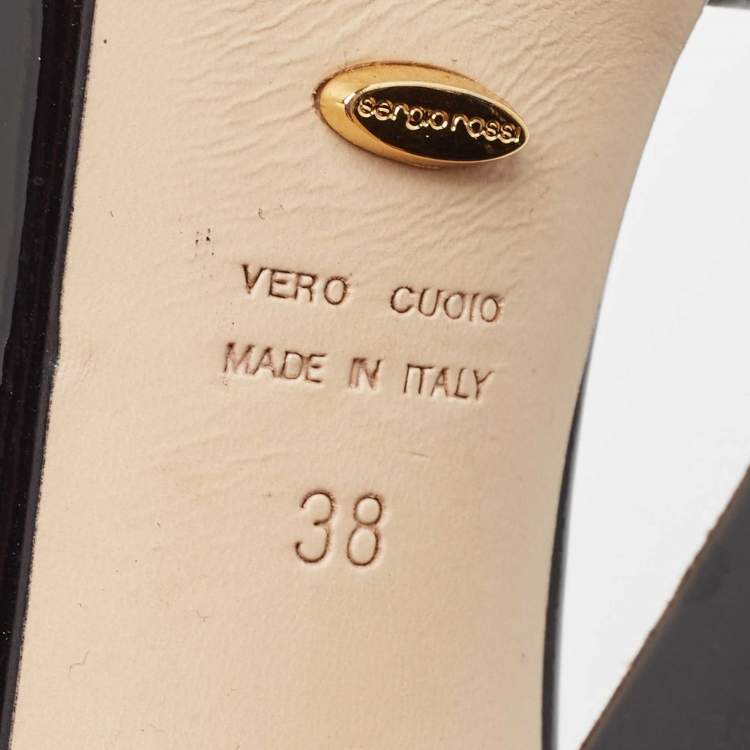 sergio rossi
VERO CUOIO
MADE IN ITALY
38